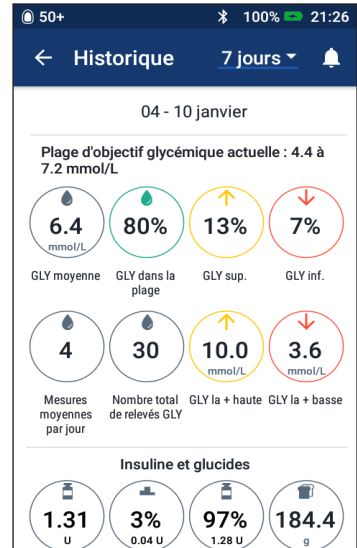 50+ 100% 21:26
Historique 7 jours
04 - 10 janvier
Plage d'objectif glycémique actuelle : 4.4 à
7.2 mmol/L
6.4 80% 13% 7%
mmol/L
GLY moyenne GLY dans la GLY sup. GLY inf.
plage
4 30 10.0 3.6
mmol/L mmol/L
Mesures Nombre total GLY la + haute GLY la + basse
moyennes de relevés GLY
par jour
Insuline et glucides
1.31 3% 97% 184.4
U 0.04 U 1.28 U g